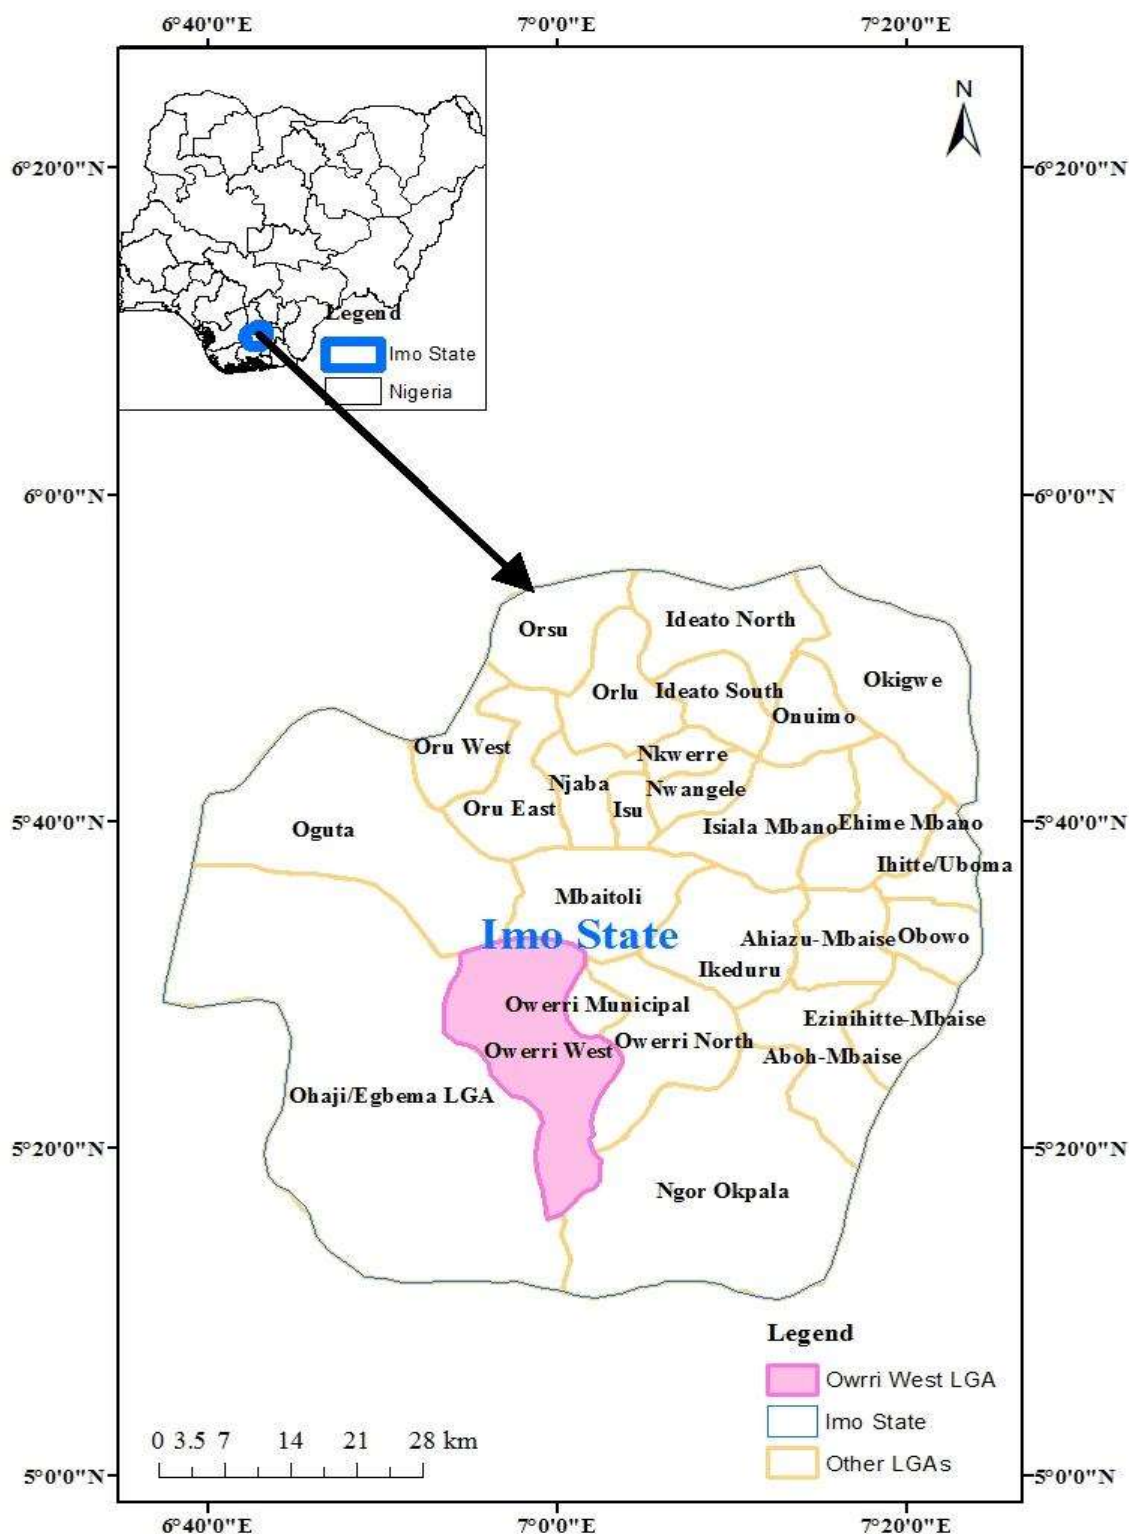 6°40'0"E 7°0'0"E 7°20'0"E
N
6°20'0"N 6°20'0"N
Legend
Imo State
Nigeria
6°0'0"N 6°0'0"N
Orsu
Ideato North
Okigwe
Orlu
Ideato South
Onuimo
Oru West
Nkwerre
Njaba
Nwangele
Oru East
Isu
5°40'0"N 5°40'0"N
Oguta
Isiala Mbano
Ehime Mbano
Ihitte/Uboma
Mbaitoli
Imo State
Ahiazu-Mbaise
Obowo
Ikeduru
Owerri Municipal
Ezinihitte-Mbaise
Owerri North
Owerri West
Aboh-Mbaise
Ohaji/Egbema LGA
5°20'0"N 5°20'0"N
Ngor Okpala
Legend
Owrri West LGA
Imo State
Other LGAs
0 3.5 7 14 21 28 km
5°0'0"N 5°0'0"N
6°40'0"E 7°0'0"E 7°20'0"E